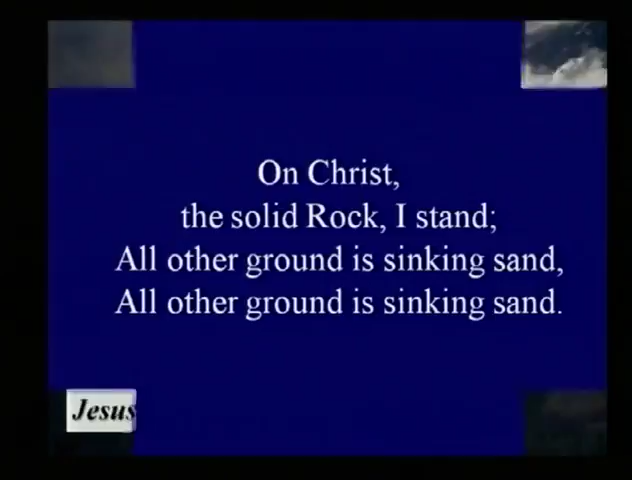 On Christ,
the solid Rock, I stand;
All other ground is sinking sand,
All other ground is sinking sand.
Jesus